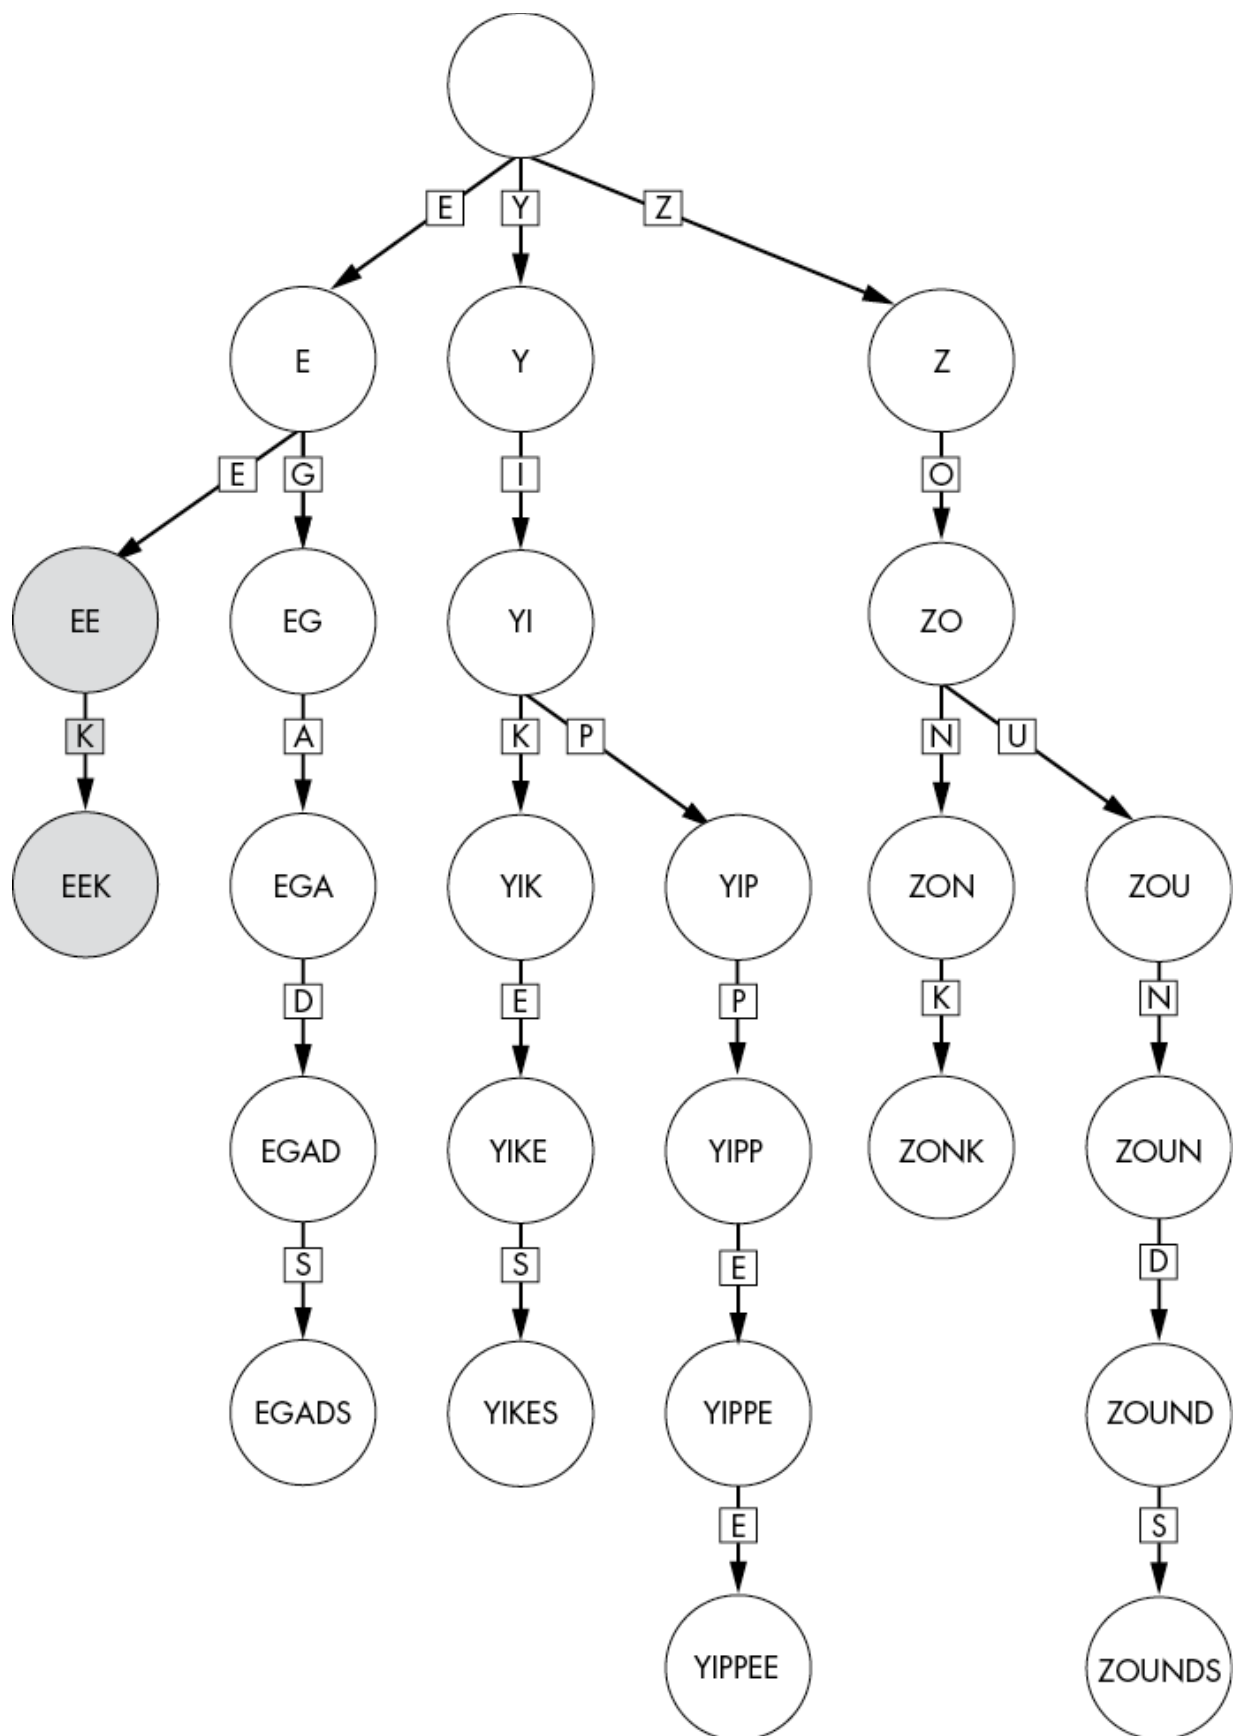 E Y Z
E Y Z
E G I O
EE EG YI ZO
K A K P N U
EEK EGA YIK YIP ZON ZOU
D E P K N
EGAD YIKE YIPP ZONK ZOUN
S S E D
EGADS YIKES YIPPE ZOUND
E S
YIPPEE ZOUNDS